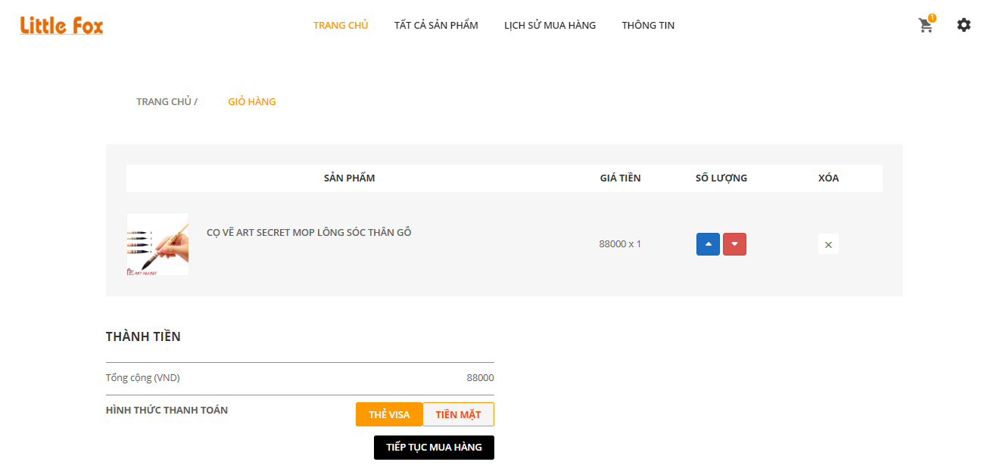 Little Fox
TRANG CHỦ
TẤT CẢ SẢN PHẨM
LỊCH SỬ MUA HÀNG
THÔNG TIN
1
TRANG CHỦ /
GIỎ HÀNG
SẢN PHẨM
GIÁ TIỀN
SỐ LƯỢNG
XÓA
CỌ VẼ ART SECRET MOP LÔNG SÓC THÂN GỖ
88000 x 1
ART SECRET
THÀNH TIỀN
Tổng cộng (VND)
88000
HÌNH THỨC THANH TOÁN
THẺ VISA
TIỀN MẶT
TIẾP TỤC MUA HÀNG